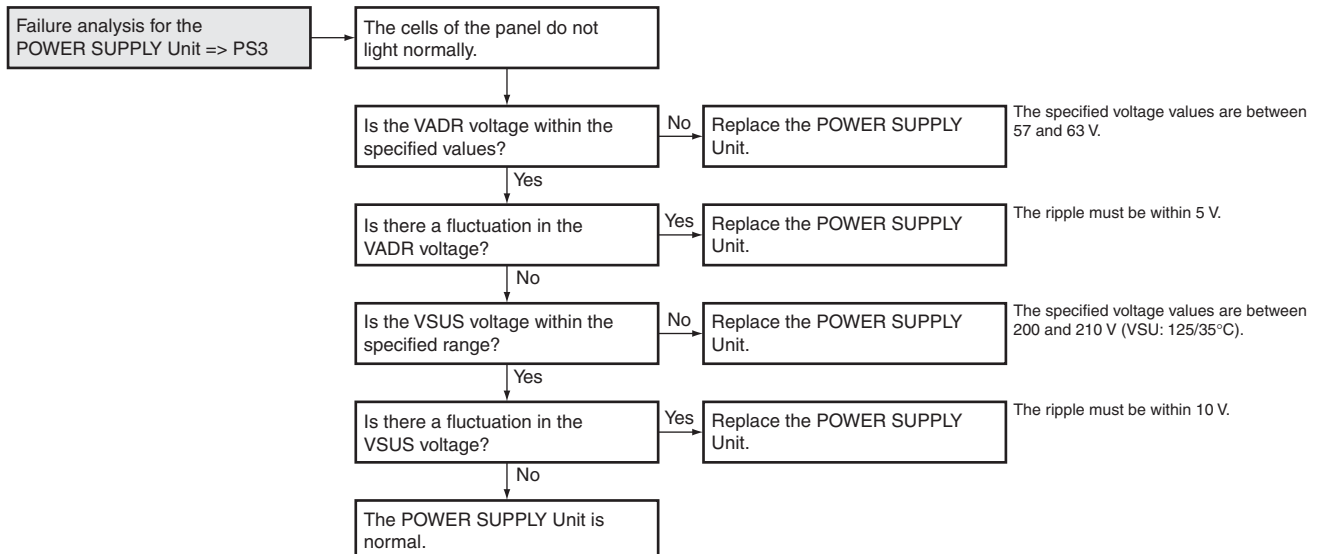 Failure analysis for the
POWER SUPPLY Unit => PS3
The cells of the panel do not
light normally.
Is the VADR voltage within the
specified values?
No
Replace the POWER SUPPLY
Unit.
The specified voltage values are between
57 and 63 V.
Yes
Is there a fluctuation in the
VADR voltage?
Yes
Replace the POWER SUPPLY
Unit.
The ripple must be within 5 V.
No
Is the VSUS voltage within the
specified range?
No
Replace the POWER SUPPLY
Unit.
The specified voltage values are between
200 and 210 V (VSU: 125/35°C).
Yes
Is there a fluctuation in the
VSUS voltage?
Yes
Replace the POWER SUPPLY
Unit.
The ripple must be within 10 V.
No
The POWER SUPPLY Unit is
normal.